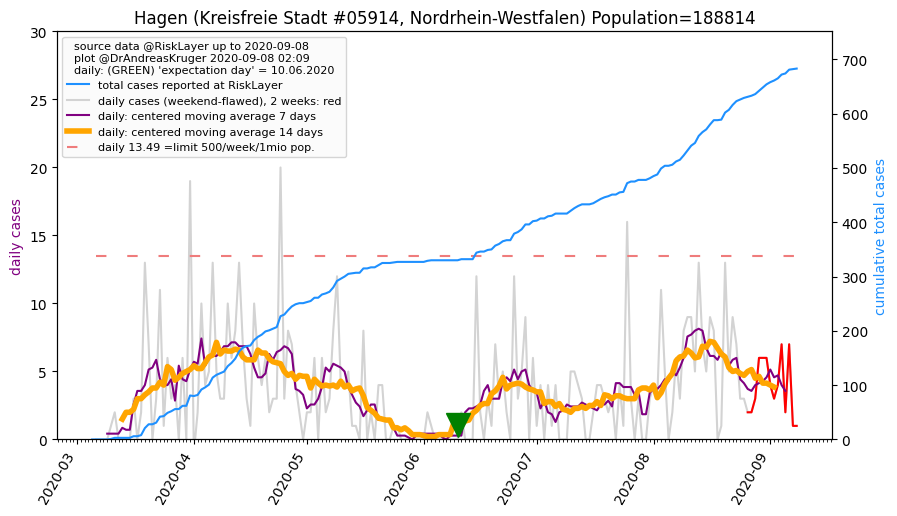 Hagen (Kreisfreie Stadt #05914, Nordrhein-Westfalen) Population=188814
source data @RiskLayer up to 2020-09-08
plot @DrAndreasKruger 2020-09-08 02:09
daily: (GREEN) 'expectation day' = 10.06.2020
total cases reported at RiskLayer
daily cases (weekend-flawed), 2 weeks: red
daily: centered moving average 7 days
daily: centered moving average 14 days
daily 13.49 =limit 500/week/1mio pop.
daily cases
30
25
20
15
10
5
0
cumulative total cases
700
600
500
400
300
200
100
0
2020-03
2020-04
2020-05
2020-06
2020-07
2020-08
2020-09